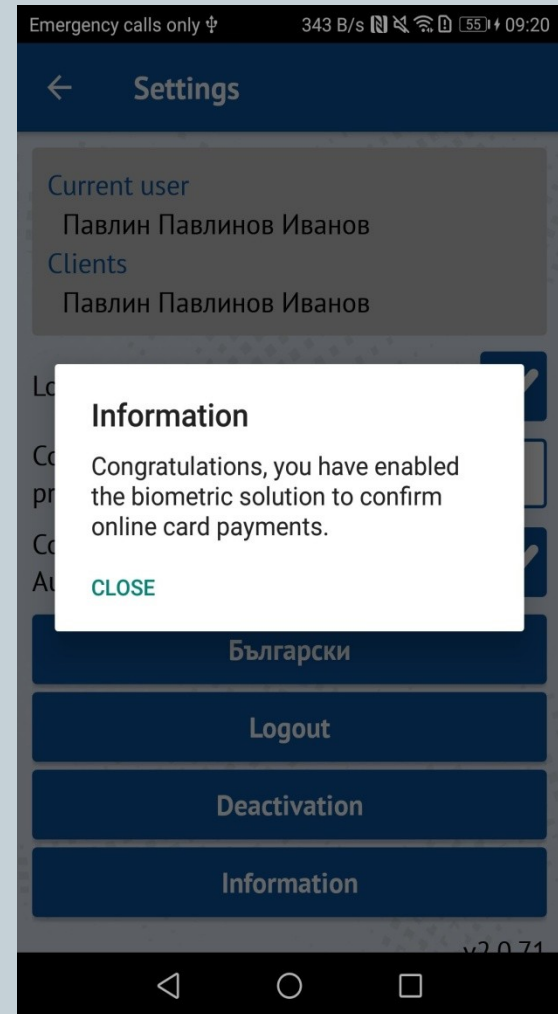 Emergency calls only 343 B/s 55 09:20
Settings
Current user
Павлин Павлинов Иванов
Clients
Павлин Павлинов Иванов
Information
Congratulations, you have enabled
the biometric solution to confirm
online card payments.
CLOSE
Български
Logout
Deactivation
Information